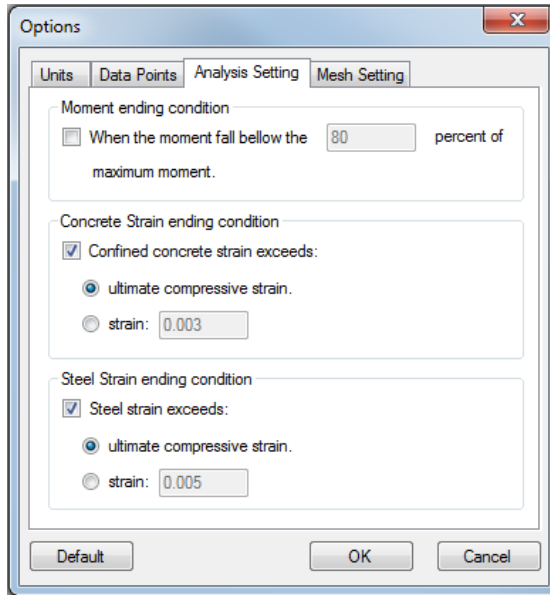 Options
Units Data Points Analysis Setting Mesh Setting
Moment ending condition
When the moment fall bellow the 80 percent of
maximum moment.
Concrete Strain ending condition
Confined concrete strain exceeds:
ultimate compressive strain.
strain: 0.003
Steel Strain ending condition
Steel strain exceeds:
ultimate compressive strain.
strain: 0.005
Default OK Cancel